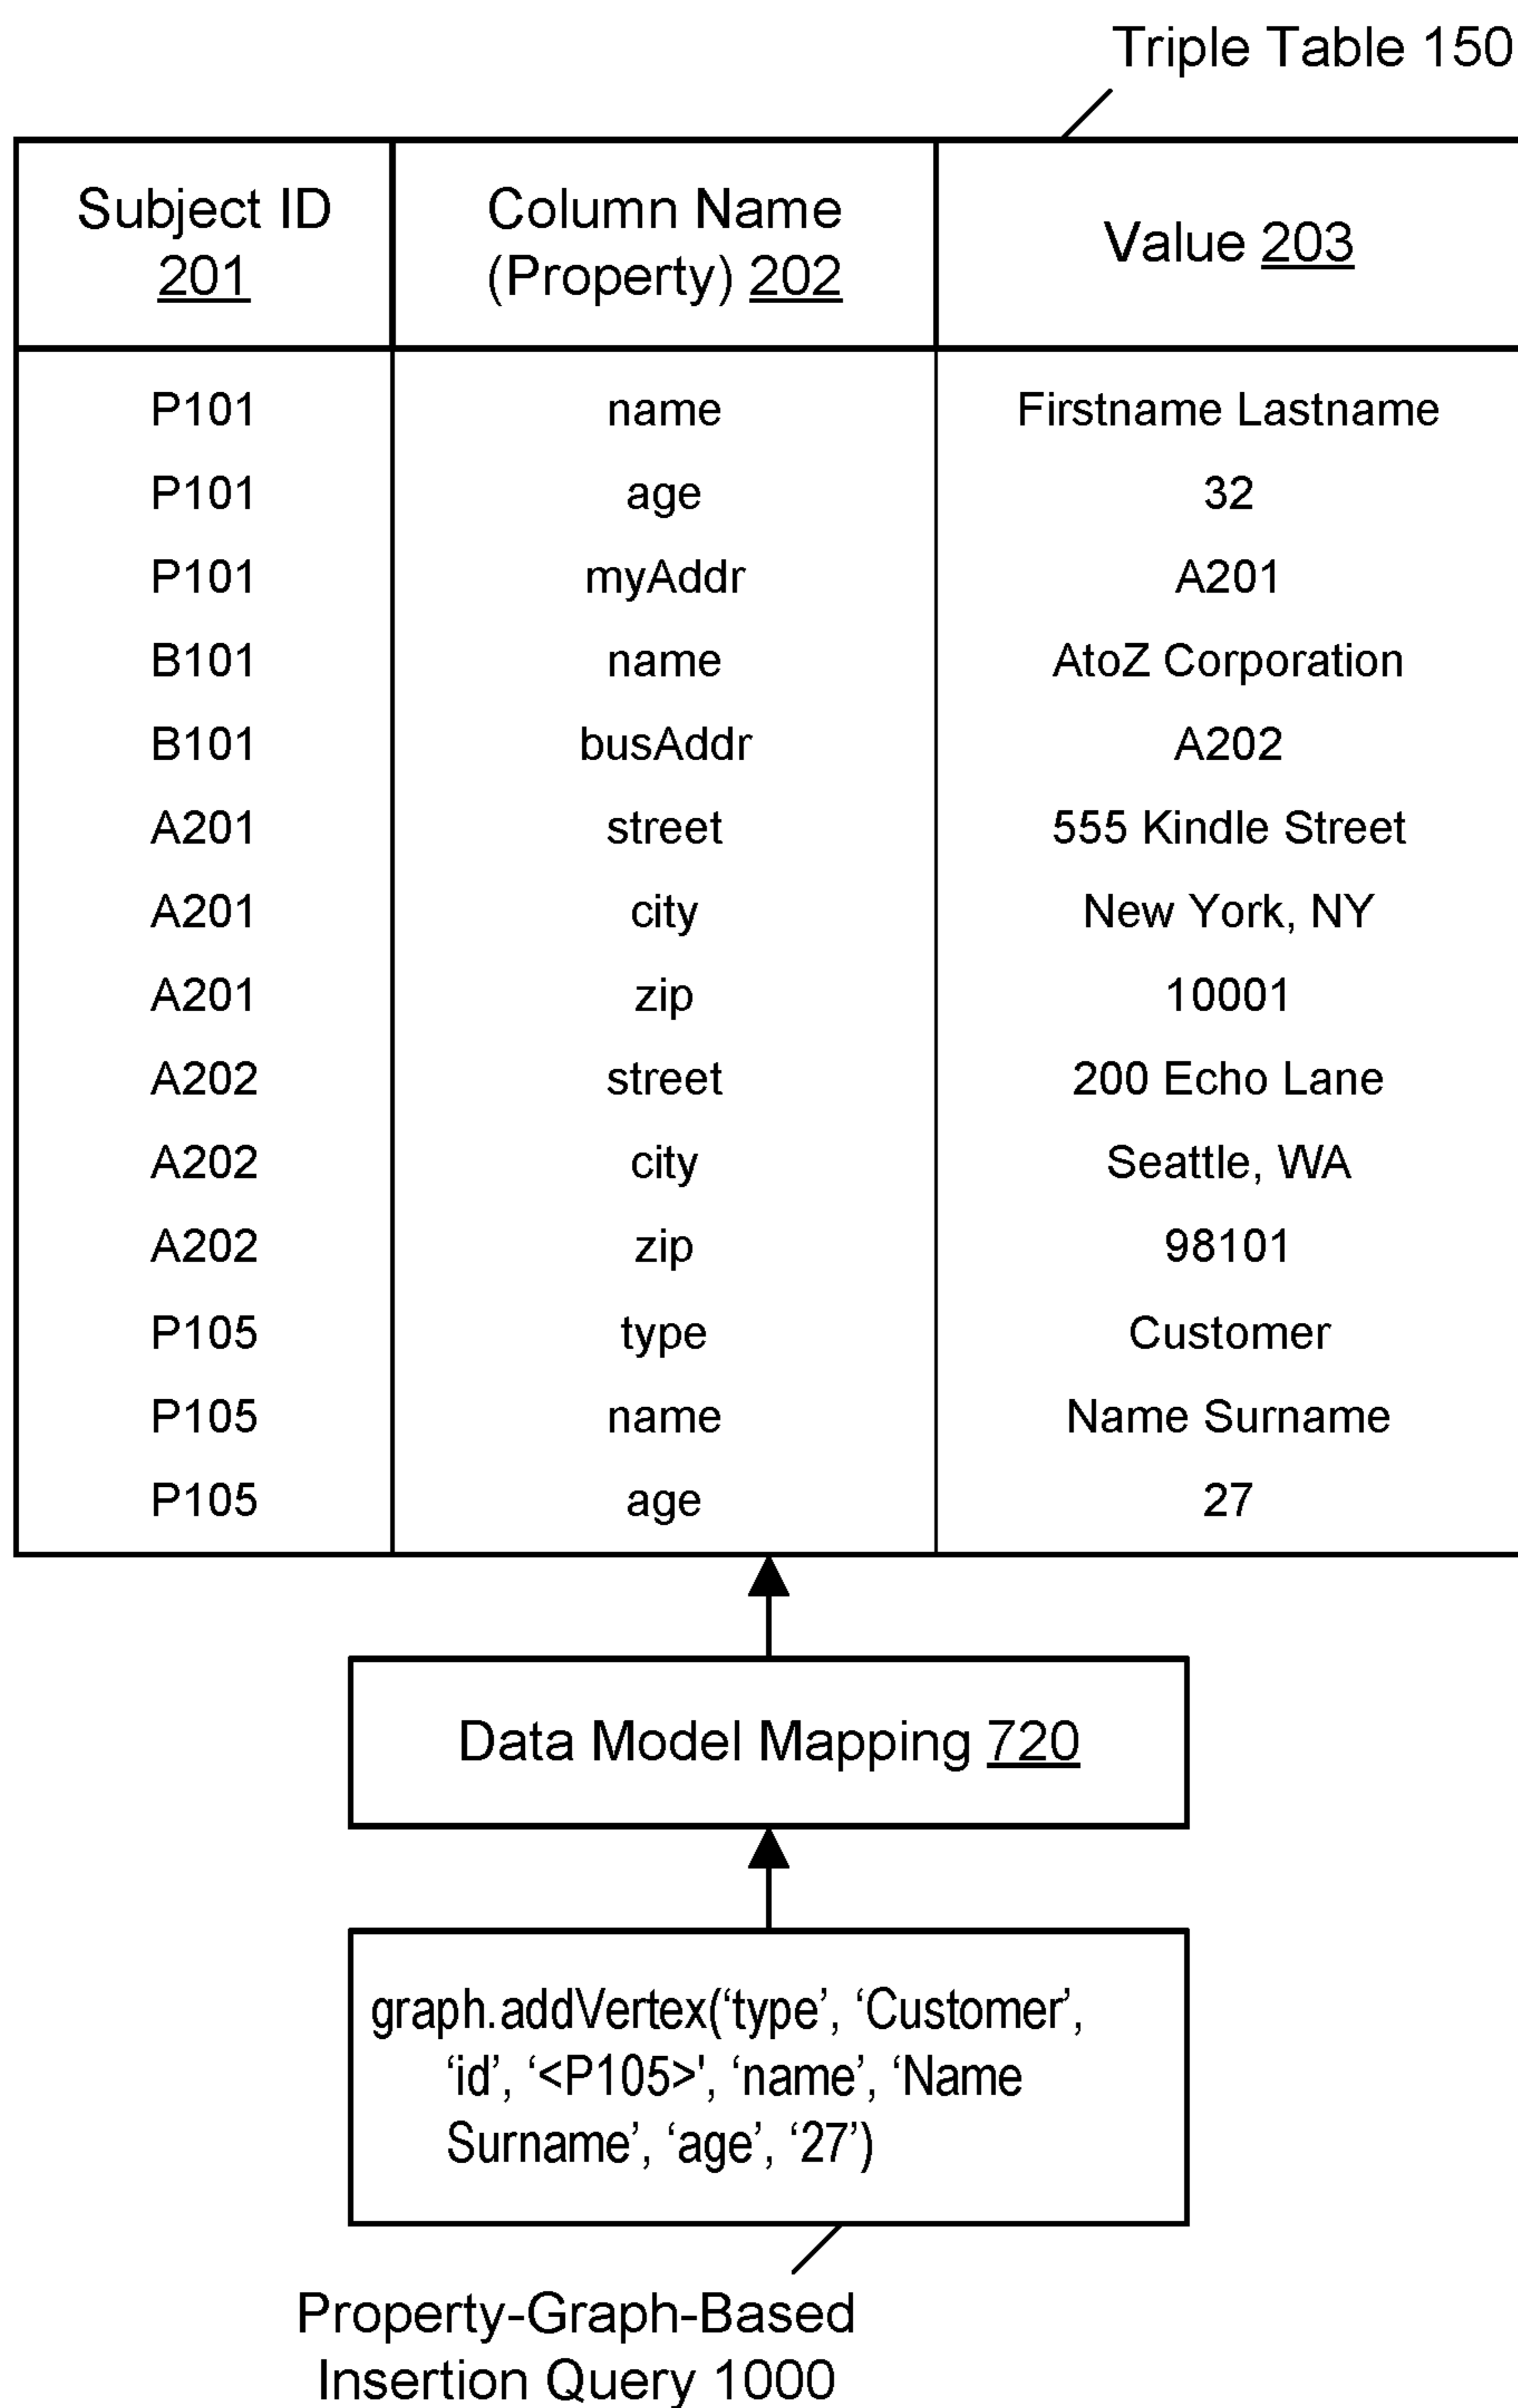 Triple Table 150
Subject ID 201 Column Name (Property) 202 Value 203
P101 name Firstname Lastname
P101 age 32
P101 myAddr A201
B101 name AtoZ Corporation
B101 busAddr A202
A201 street 555 Kindle Street
A201 city New York, NY
A201 zip 10001
A202 street 200 Echo Lane
A202 city Seattle, WA
A202 zip 98101
P105 type Customer
P105 name Name Surname
P105 age 27
Data Model Mapping 720
graph.addVertex(‘type’, ‘Customer’,
‘id’, ‘<P105>', ‘name’, ‘Name
Surname’, ‘age’, ‘27’)
Property-Graph-Based
Insertion Query 1000